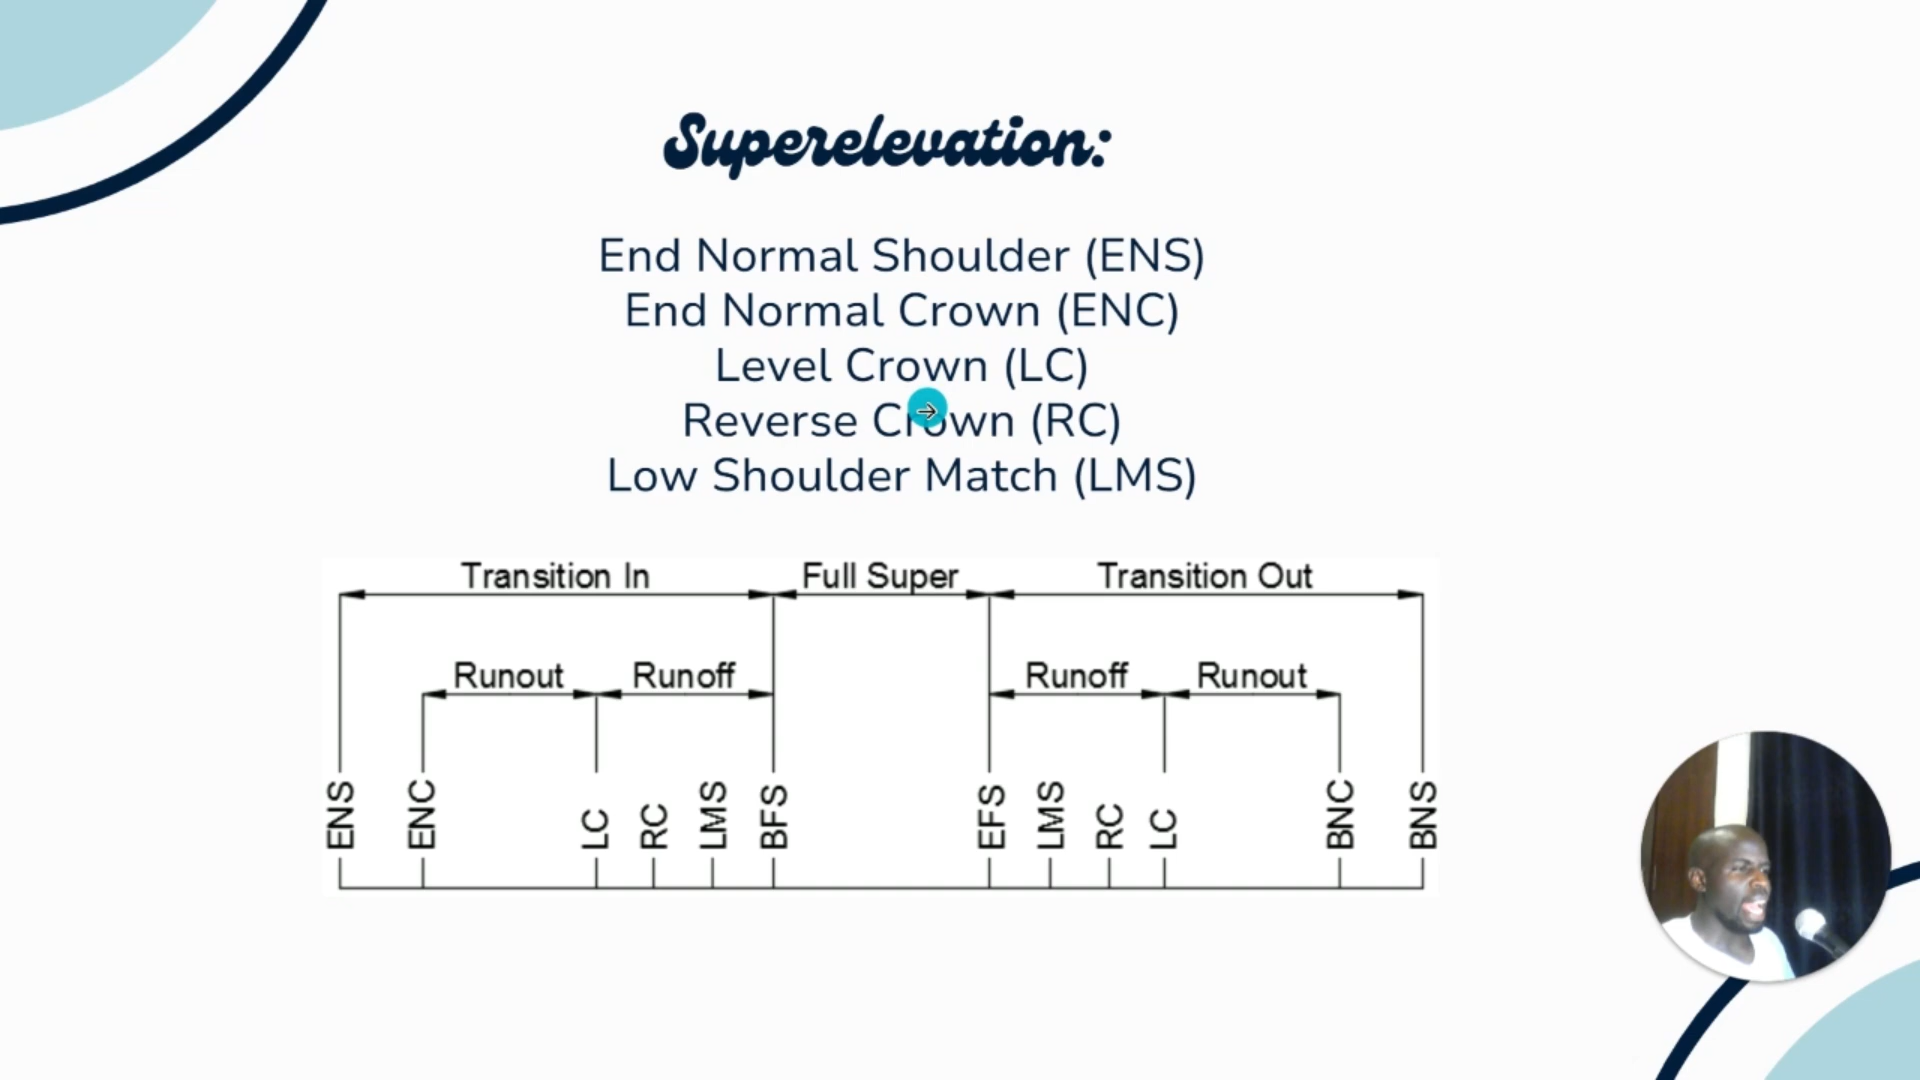 Superelevation:
End Normal Shoulder (ENS)
End Normal Crown (ENC)
Level Crown (LC)
Reverse Crown (RC)
Low Shoulder Match (LMS)
Transition In Full Super Transition Out
Runout Runoff Runoff Runout
ENS ENC LC RC LMS BFS EFS LMS RC LC BNC BNS